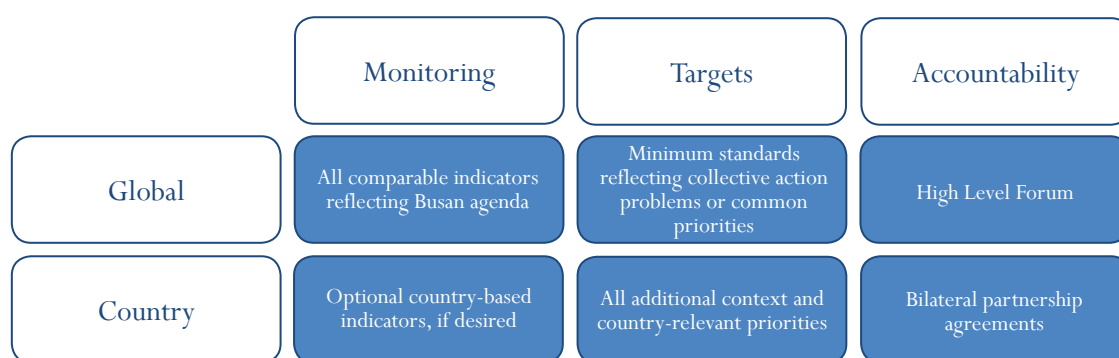 Monitoring
Targets
Accountability
Global
All comparable indicators
reflecting Busan agenda
Minimum standards
reflecting collective action
problems or common
priorities
High Level Forum
Country
Optional country-based
indicators, if desired
All additional context and
country-relevant priorities
Bilateral partnership
agreements